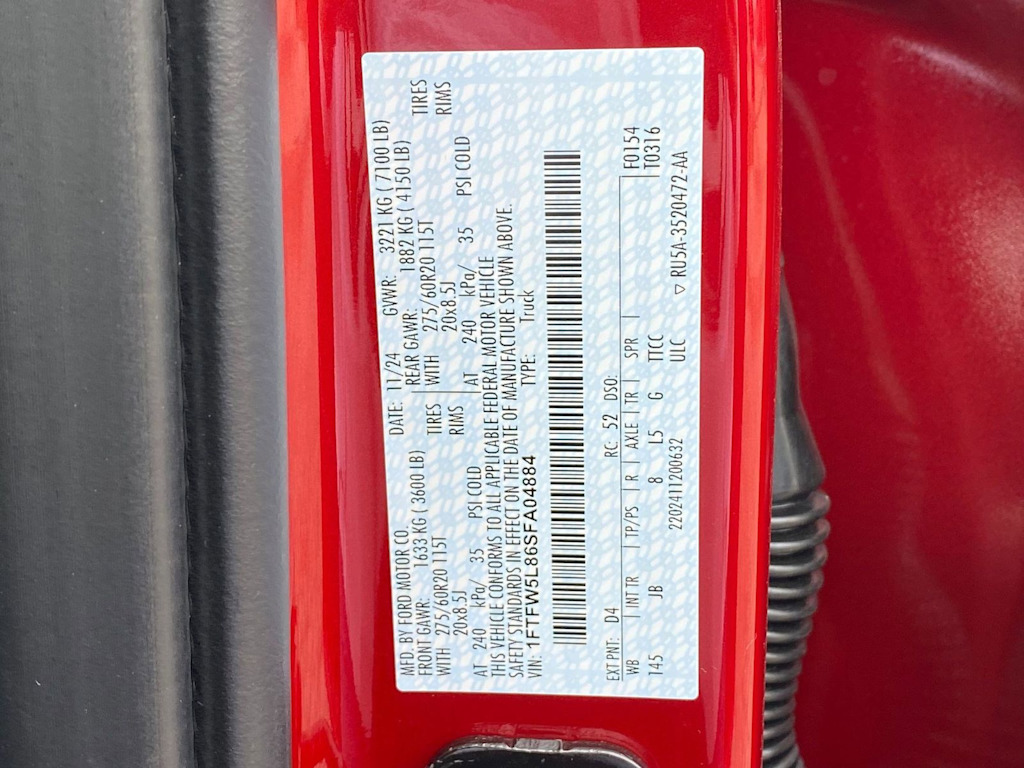 MFD. BY FORD MOTOR CO. DATE: 11/24 GVWR: 3221 KG ( 7100 LB)
FRONT GAWR: 1633 KG ( 3600 LB) REAR GAWR: 1882 KG ( 4150 LB)
WITH 275/60R20 115T TIRES WITH 275/60R20 115T TIRES
20x8.5J RIMS 20x8.5J RIMS
AT 240 kPa/ 35 PSI COLD AT 240 kPa/ 35 PSI COLD
THIS VEHICLE CONFORMS TO ALL APPLICABLE FEDERAL MOTOR VEHICLE
SAFETY STANDARDS IN EFFECT ON THE DATE OF MANUFACTURE SHOWN ABOVE.
VIN: 1FTFW5L86SFA04884 TYPE: Truck
EXT PNT: D4 RC: 52 DSO: F0154
WB INT TR TP/PS R AXLE TR SPR T0316
145 JB 8 L5 G TTCC
2202411200632 ULC ▽ RU5A-3520472-AA